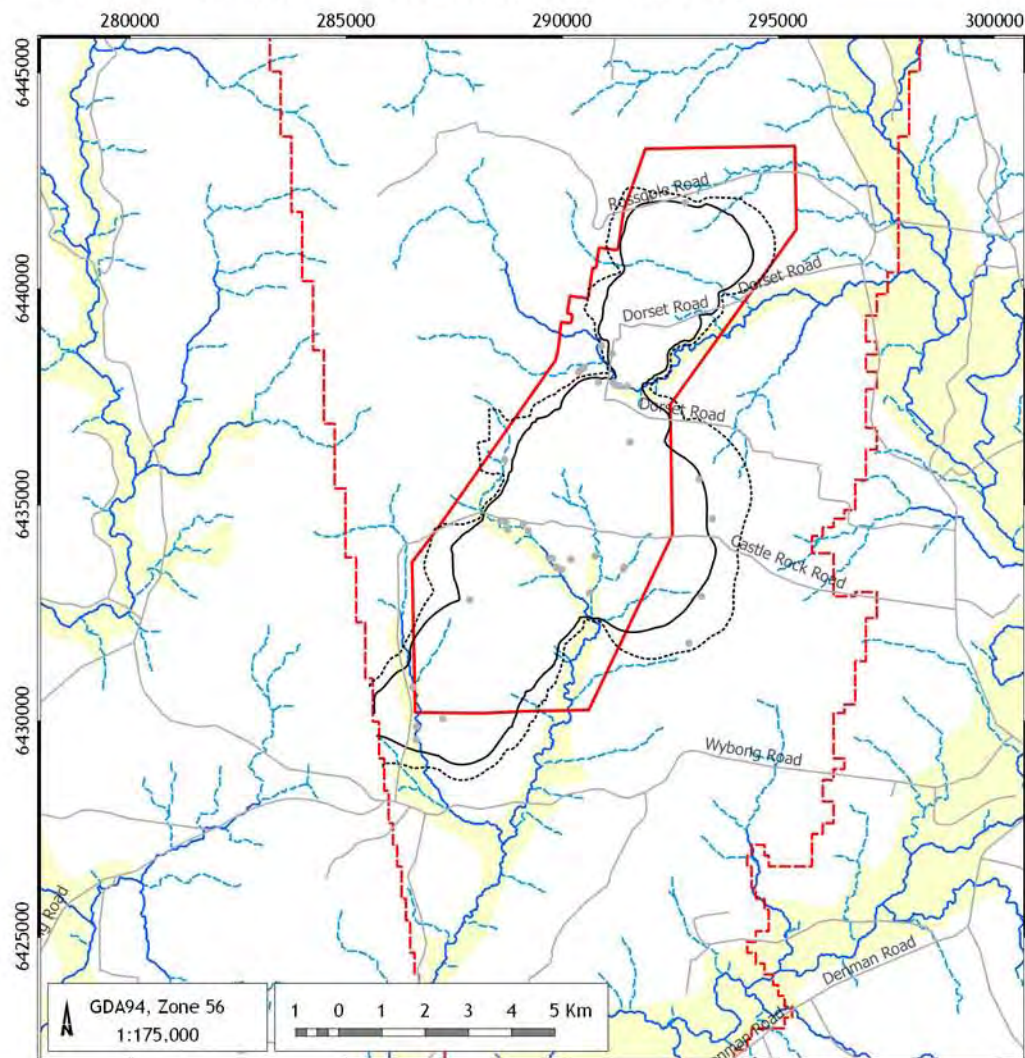 280000
285000
290000
295000
300000
6445000
6440000
6435000
6430000
6425000
Rossgole Road
Dorset Road
Dorset Road
Dorset Road
Castle Rock Road
Wybong Road
Road
Denman Road
Road
GDA94, Zone 56
1:175.000
1 0 1 2 3 4 5 Km
N